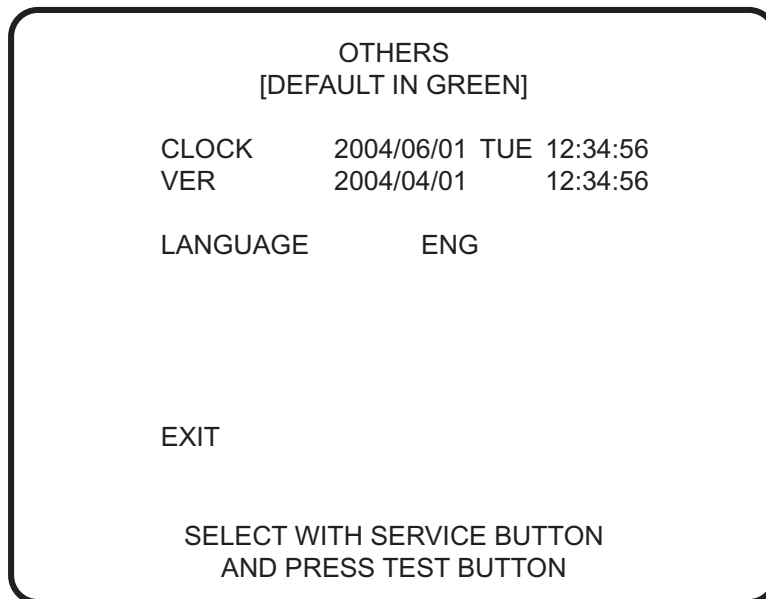 OTHERS
[DEFAULT IN GREEN]
CLOCK 2004/06/01 TUE 12:34:56
VER 2004/04/01 12:34:56
LANGUAGE ENG
EXIT
SELECT WITH SERVICE BUTTON
AND PRESS TEST BUTTON